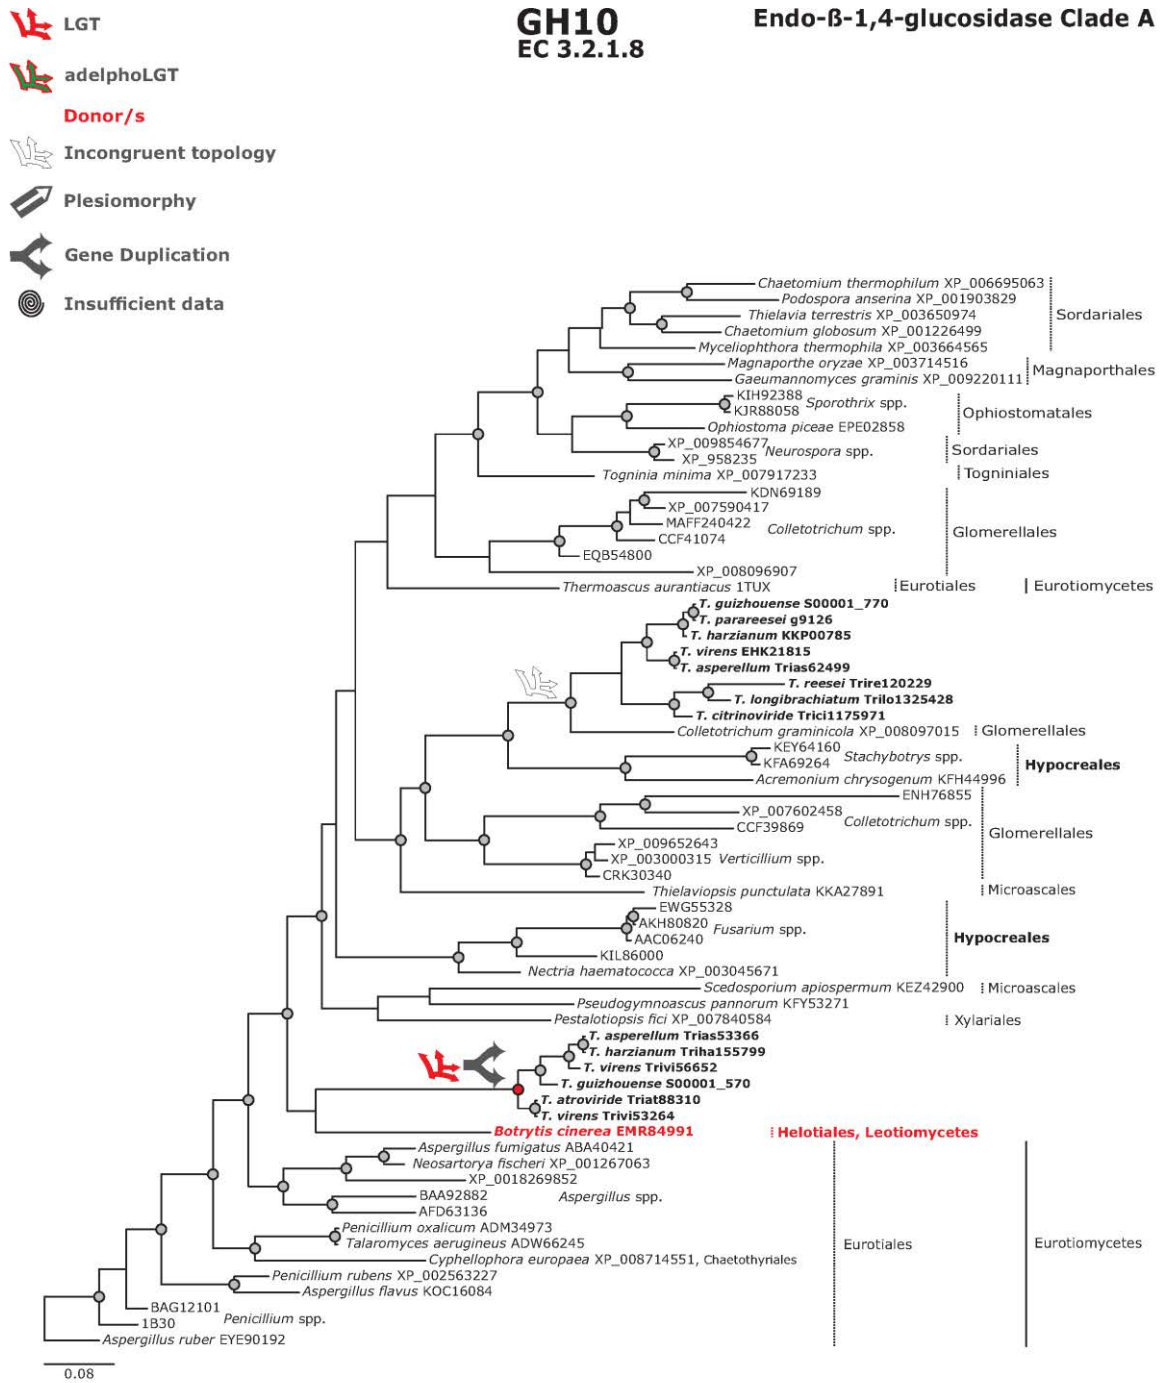 LGT
adelphoLGT
Donor/s
Incongruent topology
Plesiomorphy
Gene Duplication
Insufficient data
GH10
EC 3.2.1.8
Endo-ß-1,4-glucosidase Clade A
Chaetomium thermophilum XP_006695063
Podospora anserina XP_001903829
Thielavia terrestris XP_003650974
Sordariales
Chaetomium globosum XP_001226499
Myceliophthora thermophila XP_003664565
Magnaporthe oryzae XP_003714516
Magnaporthales
Gaeumannomyces graminis XP_009220111
KIH92388
Sporothrix spp.
KJR88058
Ophiostomatales
Ophiostoma piceae EPE02858
XP_009854677
Neurospora spp.
Sordariales
XP_958235
Togninia minima XP_007917233
Togniniales
KDN69189
XP_007590417
MAFF240422
Colletotrichum spp.
Glomerellales
CCF41074
EQB54800
XP_008096907
Thermoascus aurantiacus 1TUX
Eurotiales
Eurotiomycetes
T. guizhouense S00001_770
T. parareesei g9126
T. harzianum KKP00785
T. virens EHK21815
T. asperellum Trias62499
T. reesei Trire120229
T. longibrachiatum Trilo1325428
T. citrinoviride Trici1175971
Colletotrichum graminicola XP_008097015
Glomerellales
KEY64160
Stachybotrys spp.
KFA69264
Hypocreales
Acremonium chrysogenum KFH44996
ENH76855
XP_007602458
Colletotrichum spp.
CCF39869
Glomerellales
XP_009652643
XP_003000315
Verticillium spp.
CRK30340
Thielaviopsis punctulata KKA27891
Microascales
EWG55328
AKH80820
Fusarium spp.
AAC06240
Hypocreales
KIL86000
Nectria haematococca XP_003045671
Scedosporium apiospermum KEZ42900
Microascales
Pseudogymnoascus pannorum KFY53271
Pestalotiopsis fici XP_007840584
Xylariales
T. asperellum Trias53366
T. harzianum Triha155799
T. virens Trivi56652
T. guizhouense S00001_570
T. atroviride Triat88310
T. virens Trivi53264
Botrytis cinerea EMR84991
Helotiales, Leotiomycetes
Aspergillus fumigatus ABA40421
Neosartorya fischeri XP_001267063
XP_0018269852
BAA92882
Aspergillus spp.
AFD63136
Penicillium oxalicum ADM34973
Talaromyces aerugineus ADW66245
Eurotiales
Eurotiomycetes
Cyphellophora europaea XP_008714551, Chaetothyriales
Penicillium rubens XP_002563227
Aspergillus flavus KOC16084
BAG12101
Penicillium spp.
1B30
Aspergillus ruber EYE90192
0.08